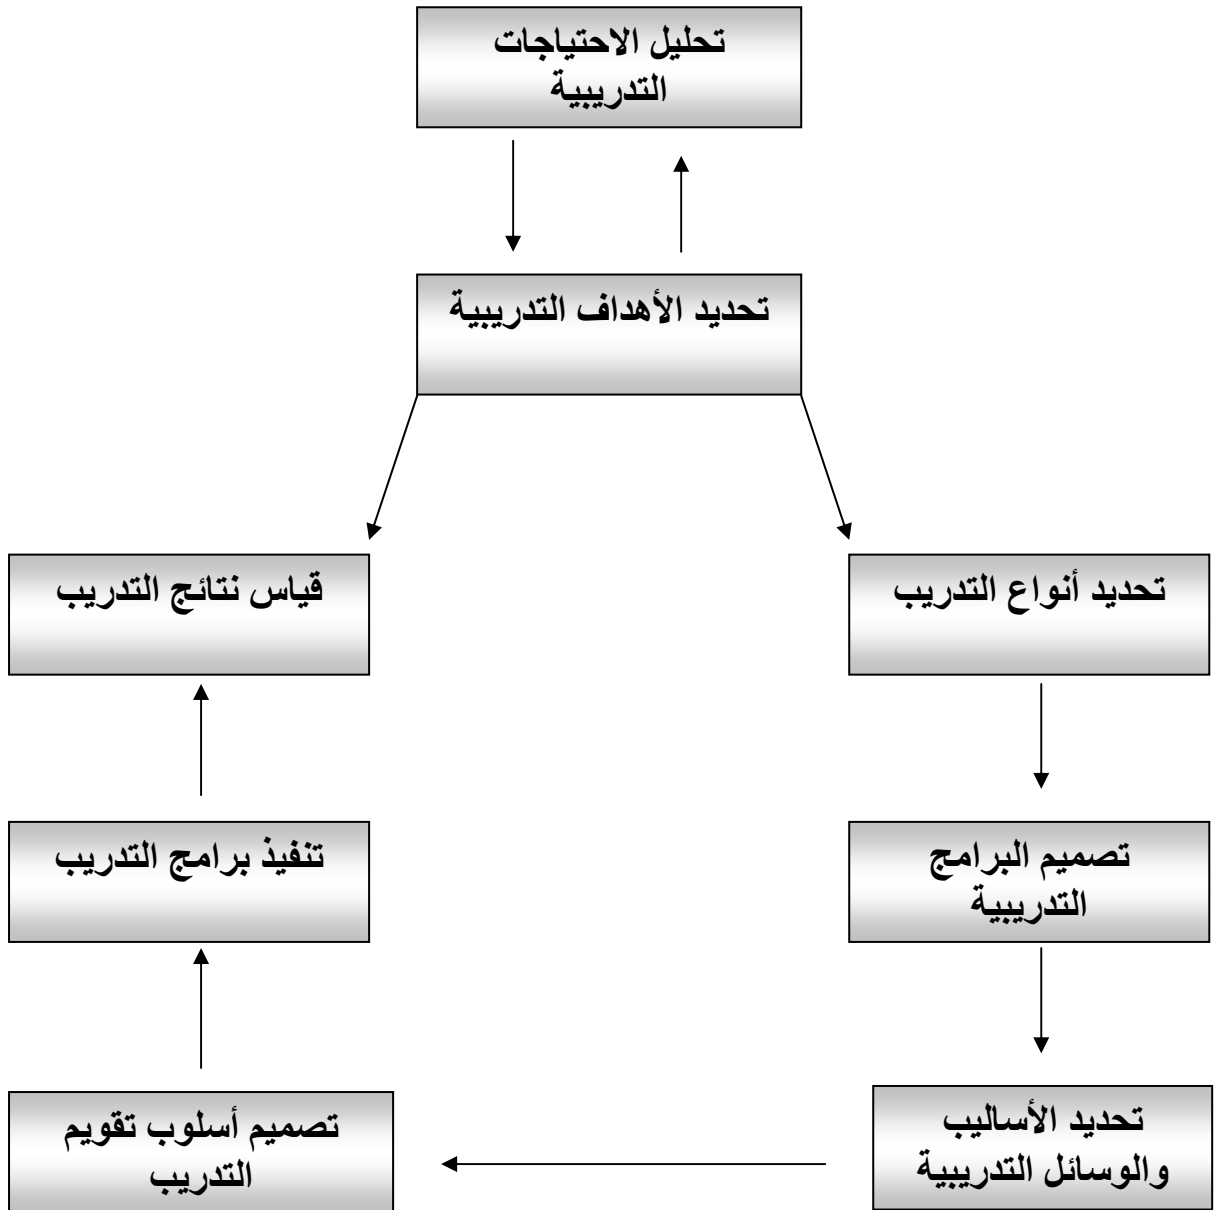 تحليل الاحتياجات
التدريبية
تحديد الأهداف التدريبية
تحديد أنواع التدريب
قياس نتائج التدريب
تصميم البرامج
التدريبية
تنفيذ برامج التدريب
تحديد الأساليب
والوسائل التدريبية
تصميم أسلوب تقويم
التدريب